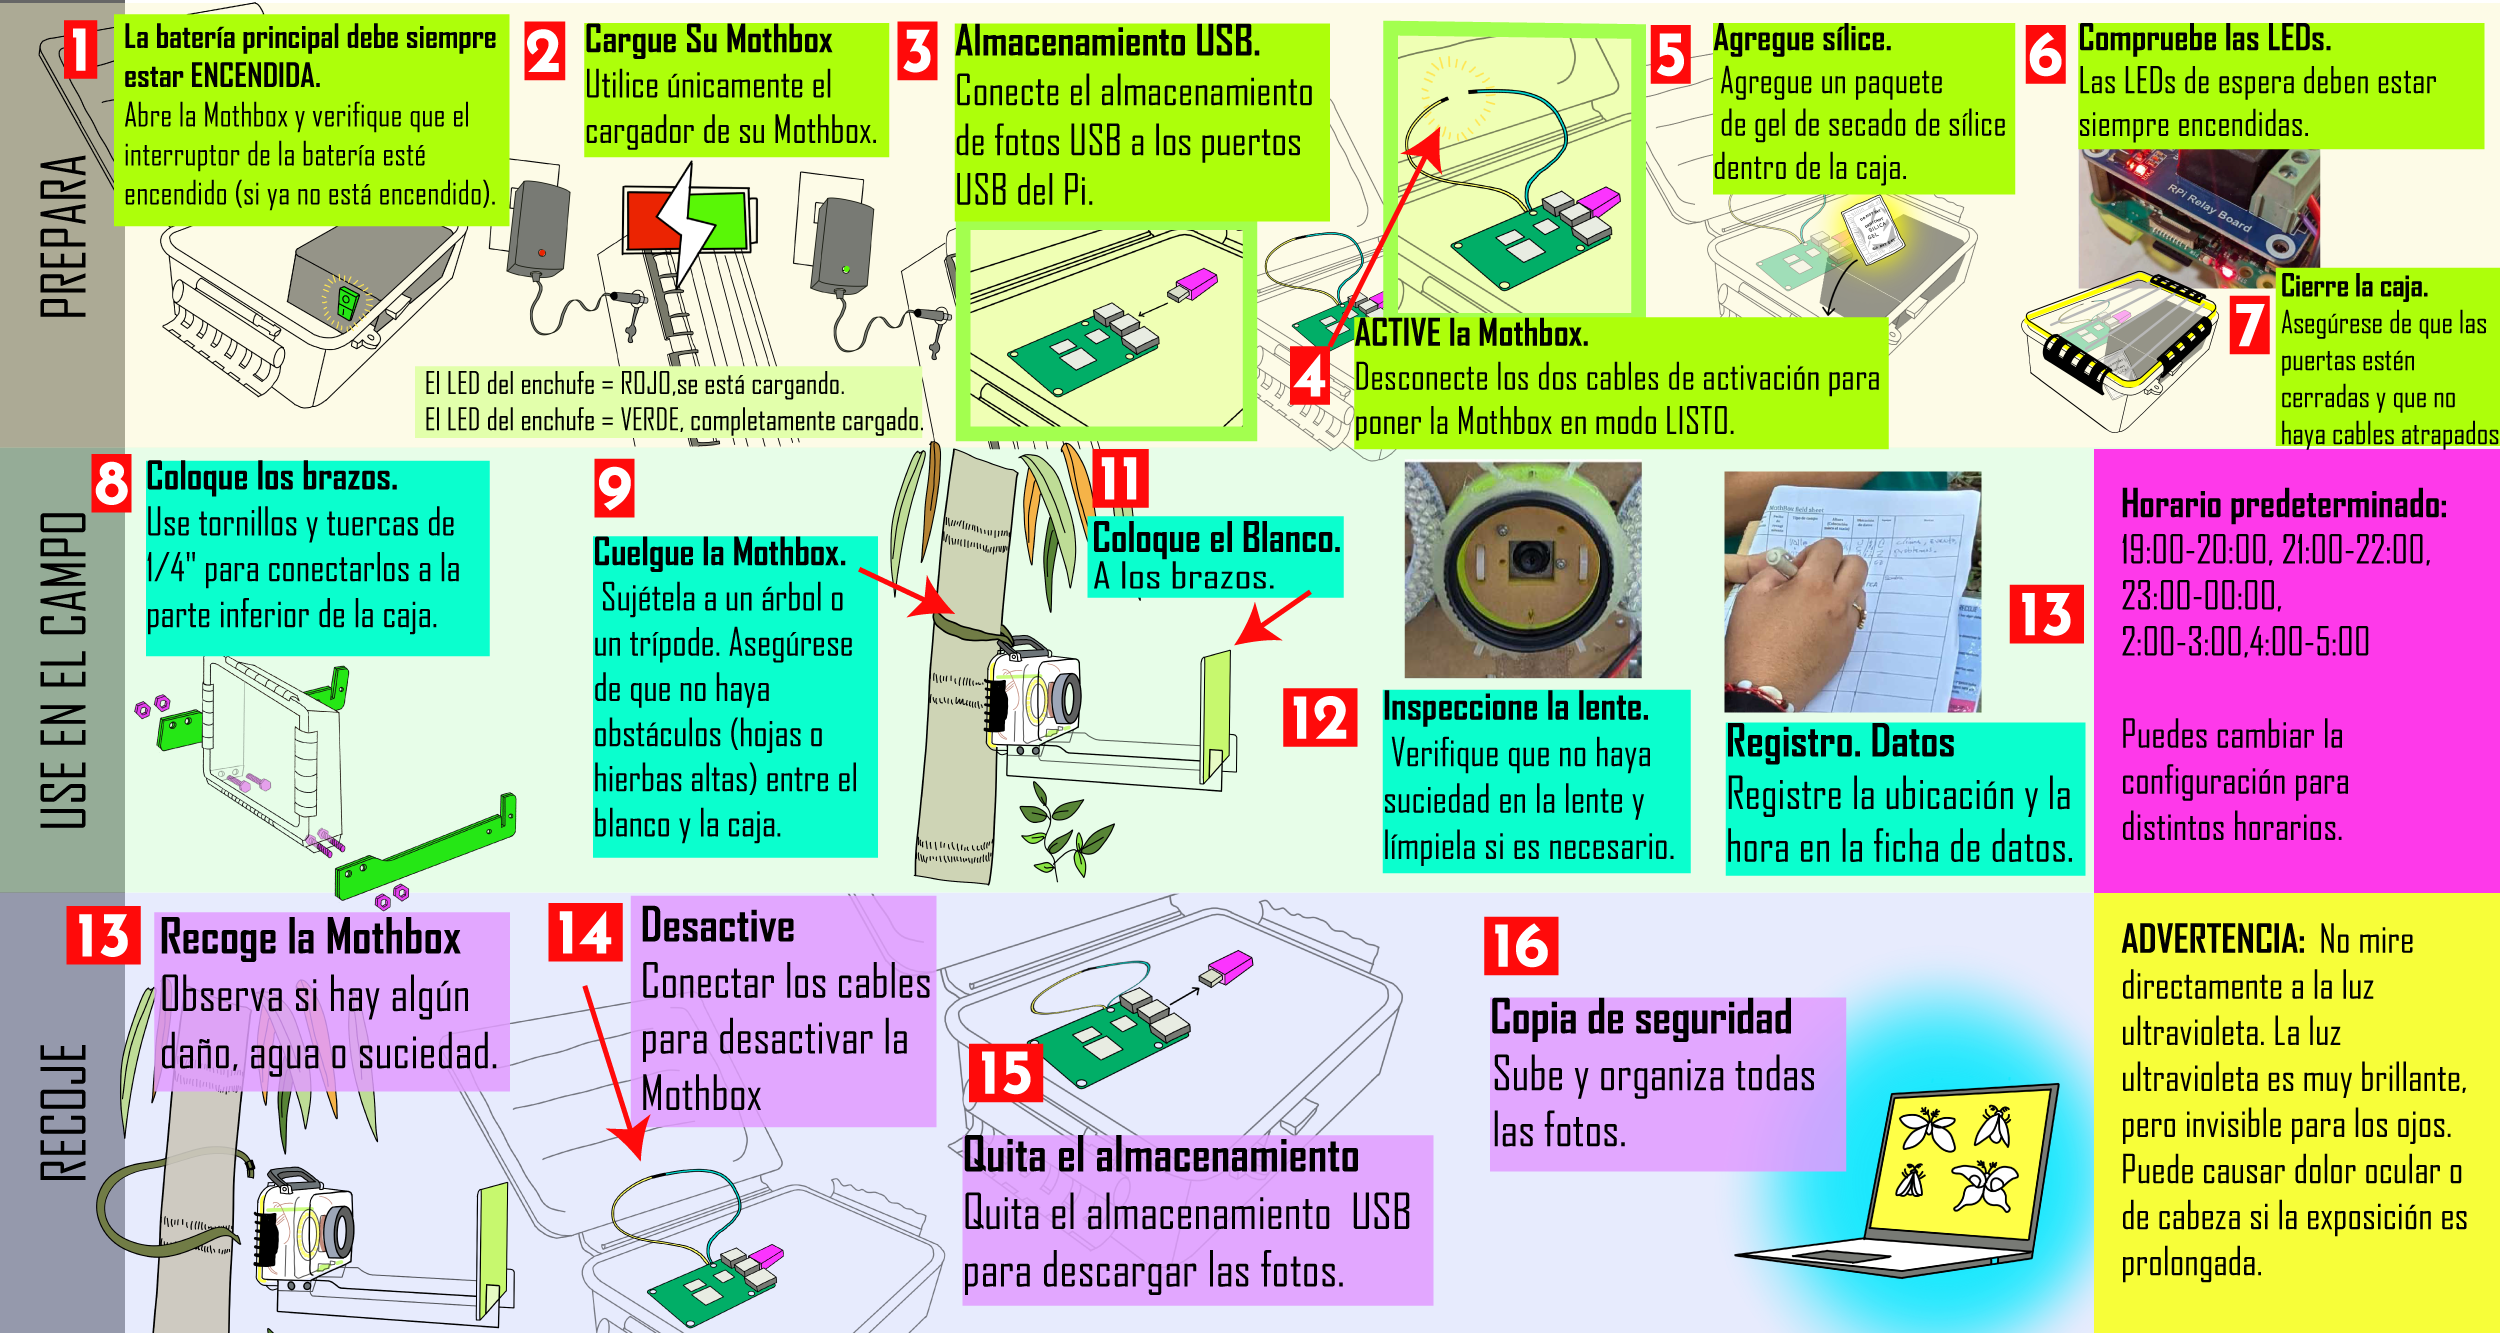 PREPARA
1
La batería principal debe siempre
estar ENCENDIDA.
Abre la Mothbox y verifique que el
interruptor de la batería esté
encendido (si ya no está encendido).
2
Cargue Su Mothbox
Utilice únicamente el
cargador de su Mothbox.
El LED del enchufe = ROJO,se está cargando.
El LED del enchufe = VERDE, completamente cargado.
3
Almacenamiento USB.
Conecte el almacenamiento
de fotos USB a los puertos
USB del Pi.
4
ACTIVE la Mothbox.
Desconecte los dos cables de activación para
poner la Mothbox en modo LISTO.
5
Agregue sílice.
Agregue un paquete
de gel de secado de sílice
dentro de la caja.
SILICA
GEL
6
Compruebe las LEDs.
Las LEDs de espera deben estar
siempre encendidas.
RPi Relay Board
7
Cierre la caja.
Asegúrese de que las
puertas estén
cerradas y que no
haya cables atrapados
USE EN EL CAMPO
8
Coloque los brazos.
Use tornillos y tuercas de
1/4" para conectarlos a la
parte inferior de la caja.
9
Cuelgue la Mothbox.
Sujétela a un árbol o
un trípode. Asegúrese
de que no haya
obstáculos (hojas o
hierbas altas) entre el
blanco y la caja.
11
Coloque el Blanco.
A los brazos.
12
Inspeccione la lente.
Verifique que no haya
suciedad en la lente y
límpiela si es necesario.
13
Registro. Datos
Registre la ubicación y la
hora en la ficha de datos.
Horario predeterminado:
19:00-20:00, 21:00-22:00,
23:00-00:00,
2:00-3:00,4:00-5:00
Puedes cambiar la
configuración para
distintos horarios.
RECOJE
13
Recoge la Mothbox
Observa si hay algún
daño, agua o suciedad.
14
Desactive
Conectar los cables
para desactivar la
Mothbox
15
Quita el almacenamiento
Quita el almacenamiento USB
para descargar las fotos.
16
Copia de seguridad
Sube y organiza todas
las fotos.
ADVERTENCIA: No mire
directamente a la luz
ultravioleta. La luz
ultravioleta es muy brillante,
pero invisible para los ojos.
Puede causar dolor ocular o
de cabeza si la exposición es
prolongada.